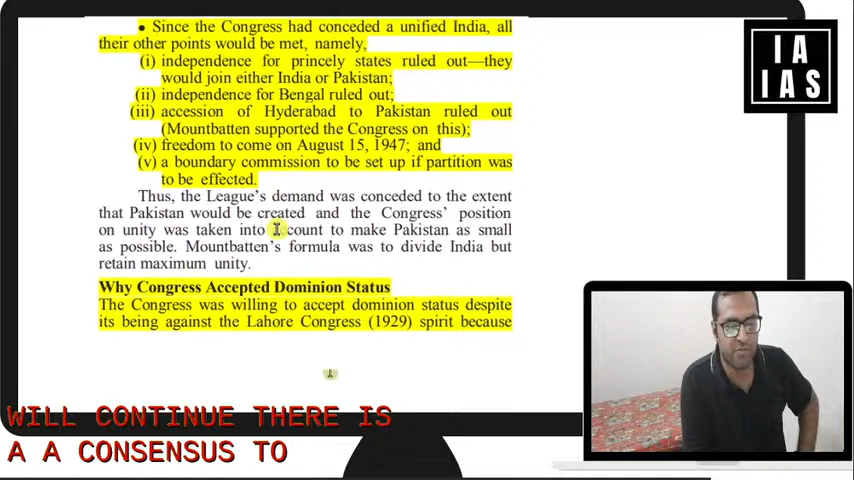 • Since the Congress had conceded a unified India, all
their other points would be met, namely,
(i) independence for princely states ruled out—they
would join either India or Pakistan;
(ii) independence for Bengal ruled out;
(iii) accession of Hyderabad to Pakistan ruled out
(Mountbatten supported the Congress on this);
(iv) freedom to come on August 15, 1947; and
(v) a boundary commission to be set up if partition was
to be effected.
Thus, the League's demand was conceded to the extent
that Pakistan would be created and the Congress' position
on unity was taken into account to make Pakistan as small
as possible. Mountbatten's formula was to divide India but
retain maximum unity.
Why Congress Accepted Dominion Status
The Congress was willing to accept dominion status despite
its being against the Lahore Congress (1929) spirit because
IA
IAS
WILL CONTINUE THERE IS
A A CONSENSUS TO